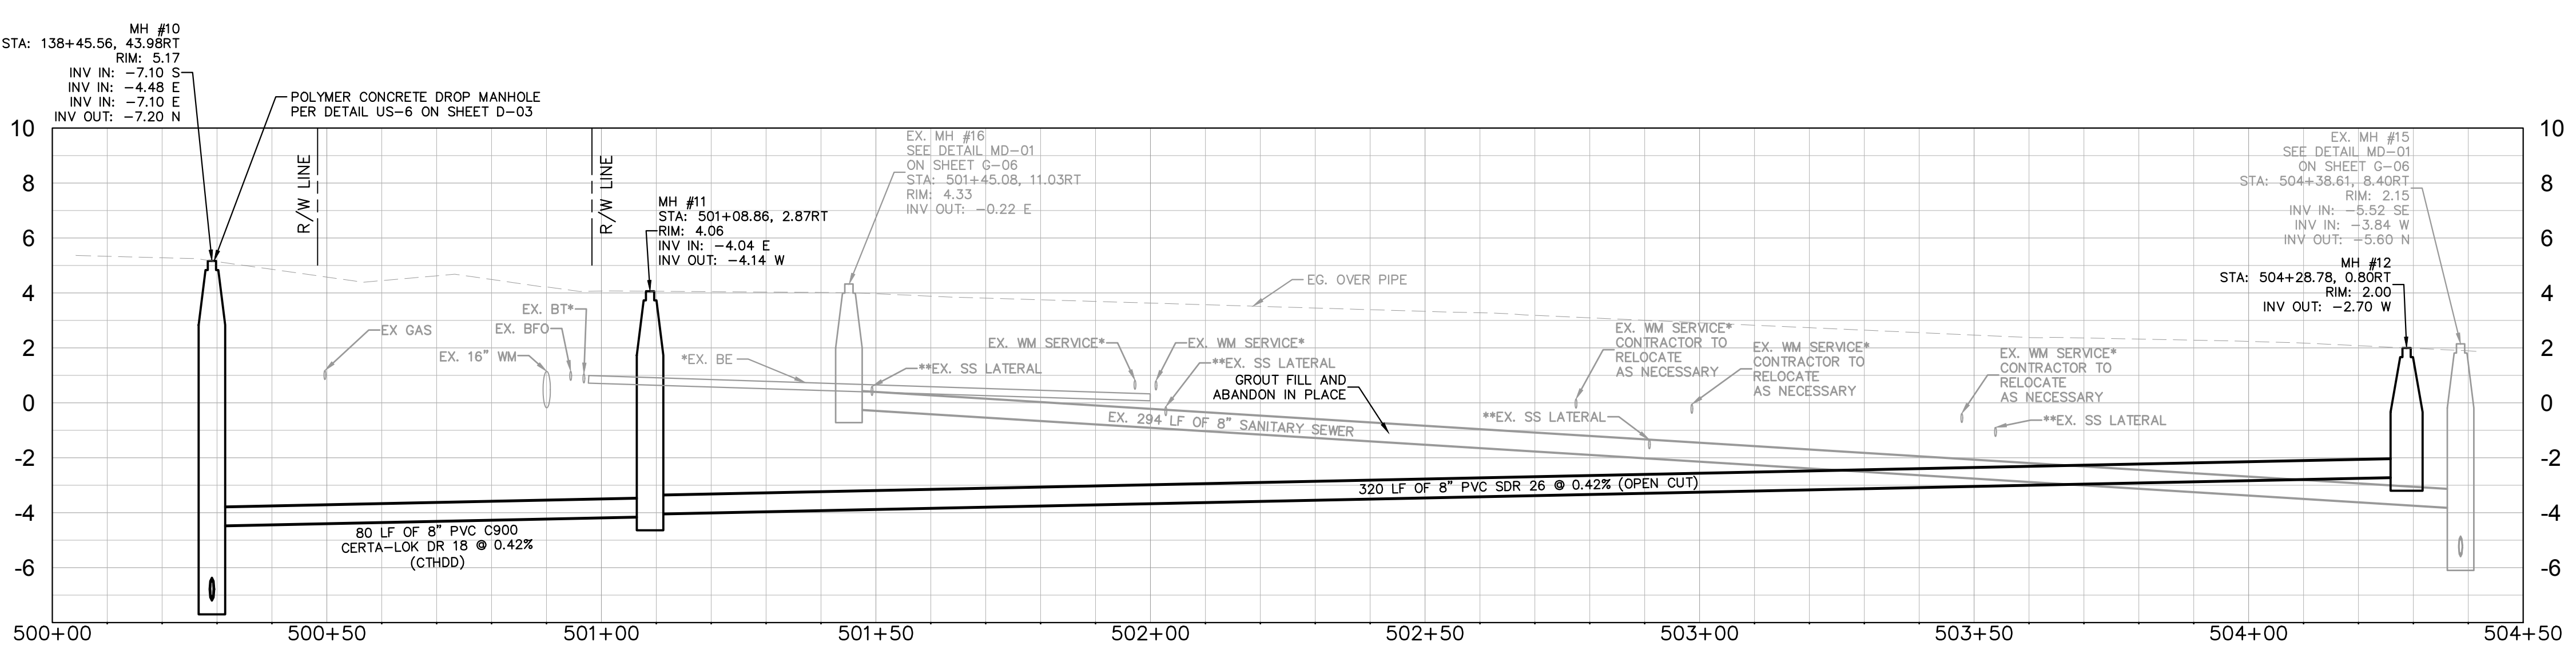 MH #10
STA: 138+45.56, 43.98RT
RIM: 5.17
INV IN: -7.10 S
INV IN: -4.48 E
INV IN: -7.10 E
INV OUT: -7.20 N
POLYMER CONCRETE DROP MANHOLE
PER DETAIL US-6 ON SHEET D-03
R/W LINE
R/W LINE
MH #11
STA: 501+08.86, 2.87RT
RIM: 4.06
INV IN: -4.04 E
INV OUT: -4.14 W
EX. MH #16
SEE DETAIL MD-01
ON SHEET G-06
STA: 501+45.08, 11.03RT
RIM: 4.33
INV OUT: -0.22 E
EX. MH #15
SEE DETAIL MD-01
ON SHEET G-06
STA: 504+38.61, 8.40RT
RIM: 2.15
INV IN: -5.52 SE
INV IN: -3.84 W
INV OUT: -5.60 N
MH #12
STA: 504+28.78, 0.80RT
RIM: 2.00
INV OUT: -2.70 W
EG. OVER PIPE
EX GAS
EX. 16" WM
EX. BFO
EX. BT*
*EX. BE
**EX. SS LATERAL
EX. WM SERVICE*
EX. WM SERVICE*
**EX. SS LATERAL
GROUT FILL AND
ABANDON IN PLACE
EX. 294 LF OF 8" SANITARY SEWER
**EX. SS LATERAL
EX. WM SERVICE*
CONTRACTOR TO
RELOCATE
AS NECESSARY
EX. WM SERVICE*
CONTRACTOR TO
RELOCATE
AS NECESSARY
EX. WM SERVICE*
CONTRACTOR TO
RELOCATE
AS NECESSARY
**EX. SS LATERAL
320 LF OF 8" PVC SDR 26 @ 0.42% (OPEN CUT)
80 LF OF 8" PVC C900
CERTA-LOK DR 18 @ 0.42%
(CTHDD)
10
8
6
4
2
0
-2
-4
-6
10
8
6
4
2
0
-2
-4
-6
500+00
500+50
501+00
501+50
502+00
502+50
503+00
503+50
504+00
504+50